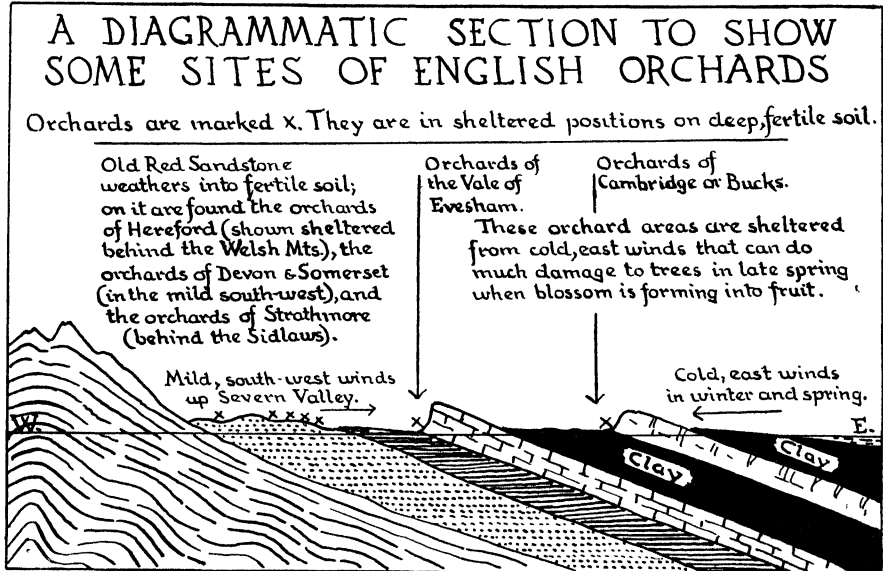 A DIAGRAMMATIC SECTION TO SHOW
SOME SITES OF ENGLISH ORCHARDS
Orchards are marked x. They are in sheltered positions on deep, fertile soil.
Old Red Sandstone
weathers into fertile soil;
on it are found the orchards
of Hereford (shown sheltered
behind the Welsh Mts.), the
orchards of Devon & Somerset
(in the mild south-west), and
the orchards of Strathmore
(behind the Sidlaws).
Orchards of
the Vale of
Evesham.
Orchards of
Cambridge or Bucks.
These orchard areas are sheltered
from cold, east winds that can do
much damage to trees in late spring
when blossom is forming into fruit.
Mild, south-west winds
up Severn Valley.
Cold, east winds
in winter and spring.
W.
x x x x x
x
x
E.
Clay
Clay